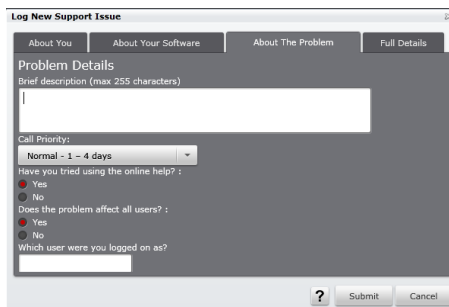 Log New Support Issue
About You
About Your Software
About The Problem
Full Details
Problem Details
Brief description (max 255 characters)
Call Priority:
Normal - 1 – 4 days
Have you tried using the online help? :
Yes
No
Does the problem affect all users? :
Yes
No
Which user were you logged on as?
?
Submit
Cancel